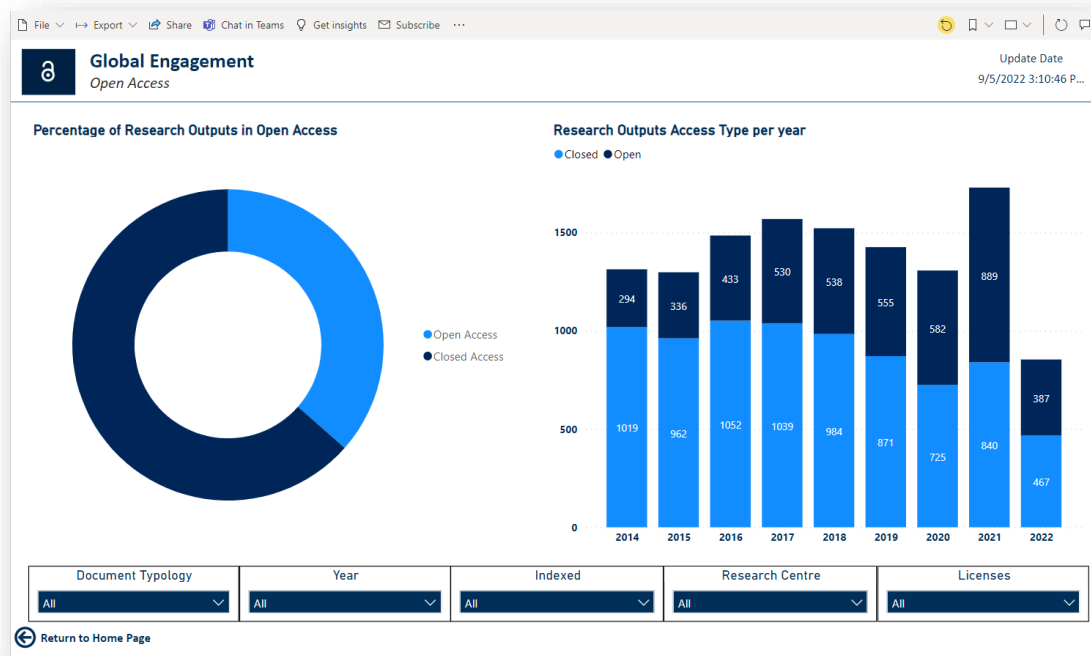 File Export Share Chat in Teams Get insights Subscribe ···
Global Engagement
Open Access
Update Date
9/5/2022 3:10:46 P...
Percentage of Research Outputs in Open Access
Open Access
Closed Access
Research Outputs Access Type per year
Closed Open
1500
1000
500
0
294 336 433 530 538 555 582 889 387
1019 962 1052 1039 984 871 725 840 467
2014 2015 2016 2017 2018 2019 2020 2021 2022
Document Typology Year Indexed Research Centre Licenses
All All All All All
Return to Home Page